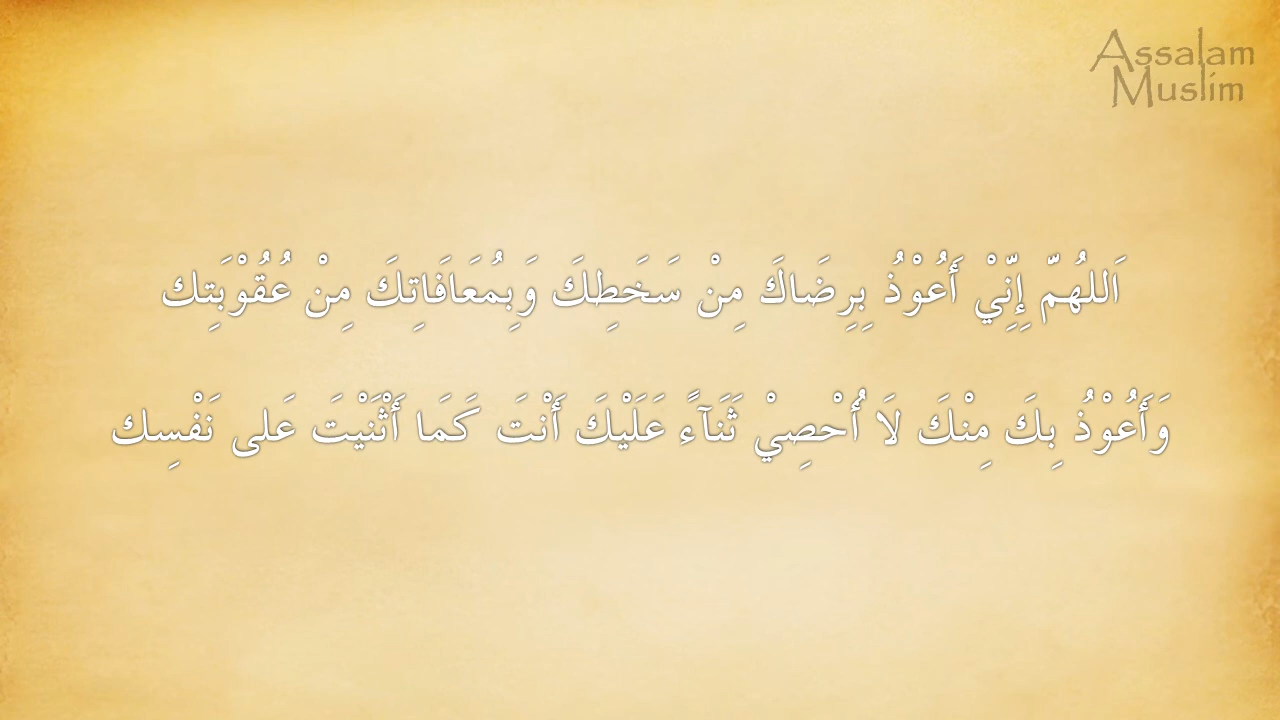 Assalam
Muslim
اَللهُمَّ إِنِّيْ أَعُوْذُ بِرِضَاكَ مِنْ سَخَطِكَ وَبِمُعَافَاتِكَ مِنْ عُقُوْبَتِك
وَأَعُوْذُ بِكَ مِنْكَ لَا أُحْصِيْ ثَنَآءً عَلَيْكَ أَنْتَ كَمَا أَثْنَيْتَ عَلى نَفْسِك